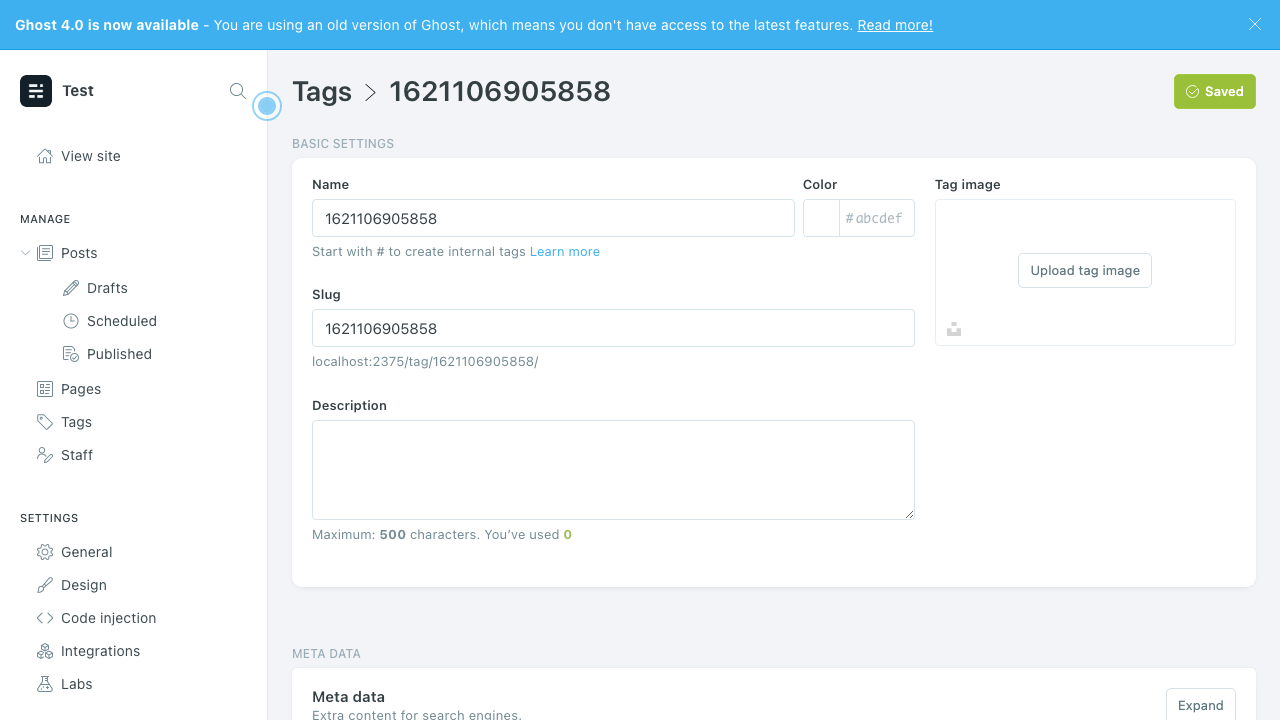 Ghost 4.0 is now available - You are using an old version of Ghost, which means you don't have access to the latest features. Read more!
Test
View site
MANAGE
Posts
Drafts
Scheduled
Published
Pages
Tags
Staff
SETTINGS
General
Design
Code injection
Integrations
Labs
Tags > 1621106905858
Saved
BASIC SETTINGS
Name
1621106905858
Start with # to create internal tags Learn more
Color
#abcdef
Tag image
Upload tag image
Slug
1621106905858
localhost:2375/tag/1621106905858/
Description
Maximum: 500 characters. You’ve used 0
META DATA
Meta data
Extra content for search engines.
Expand